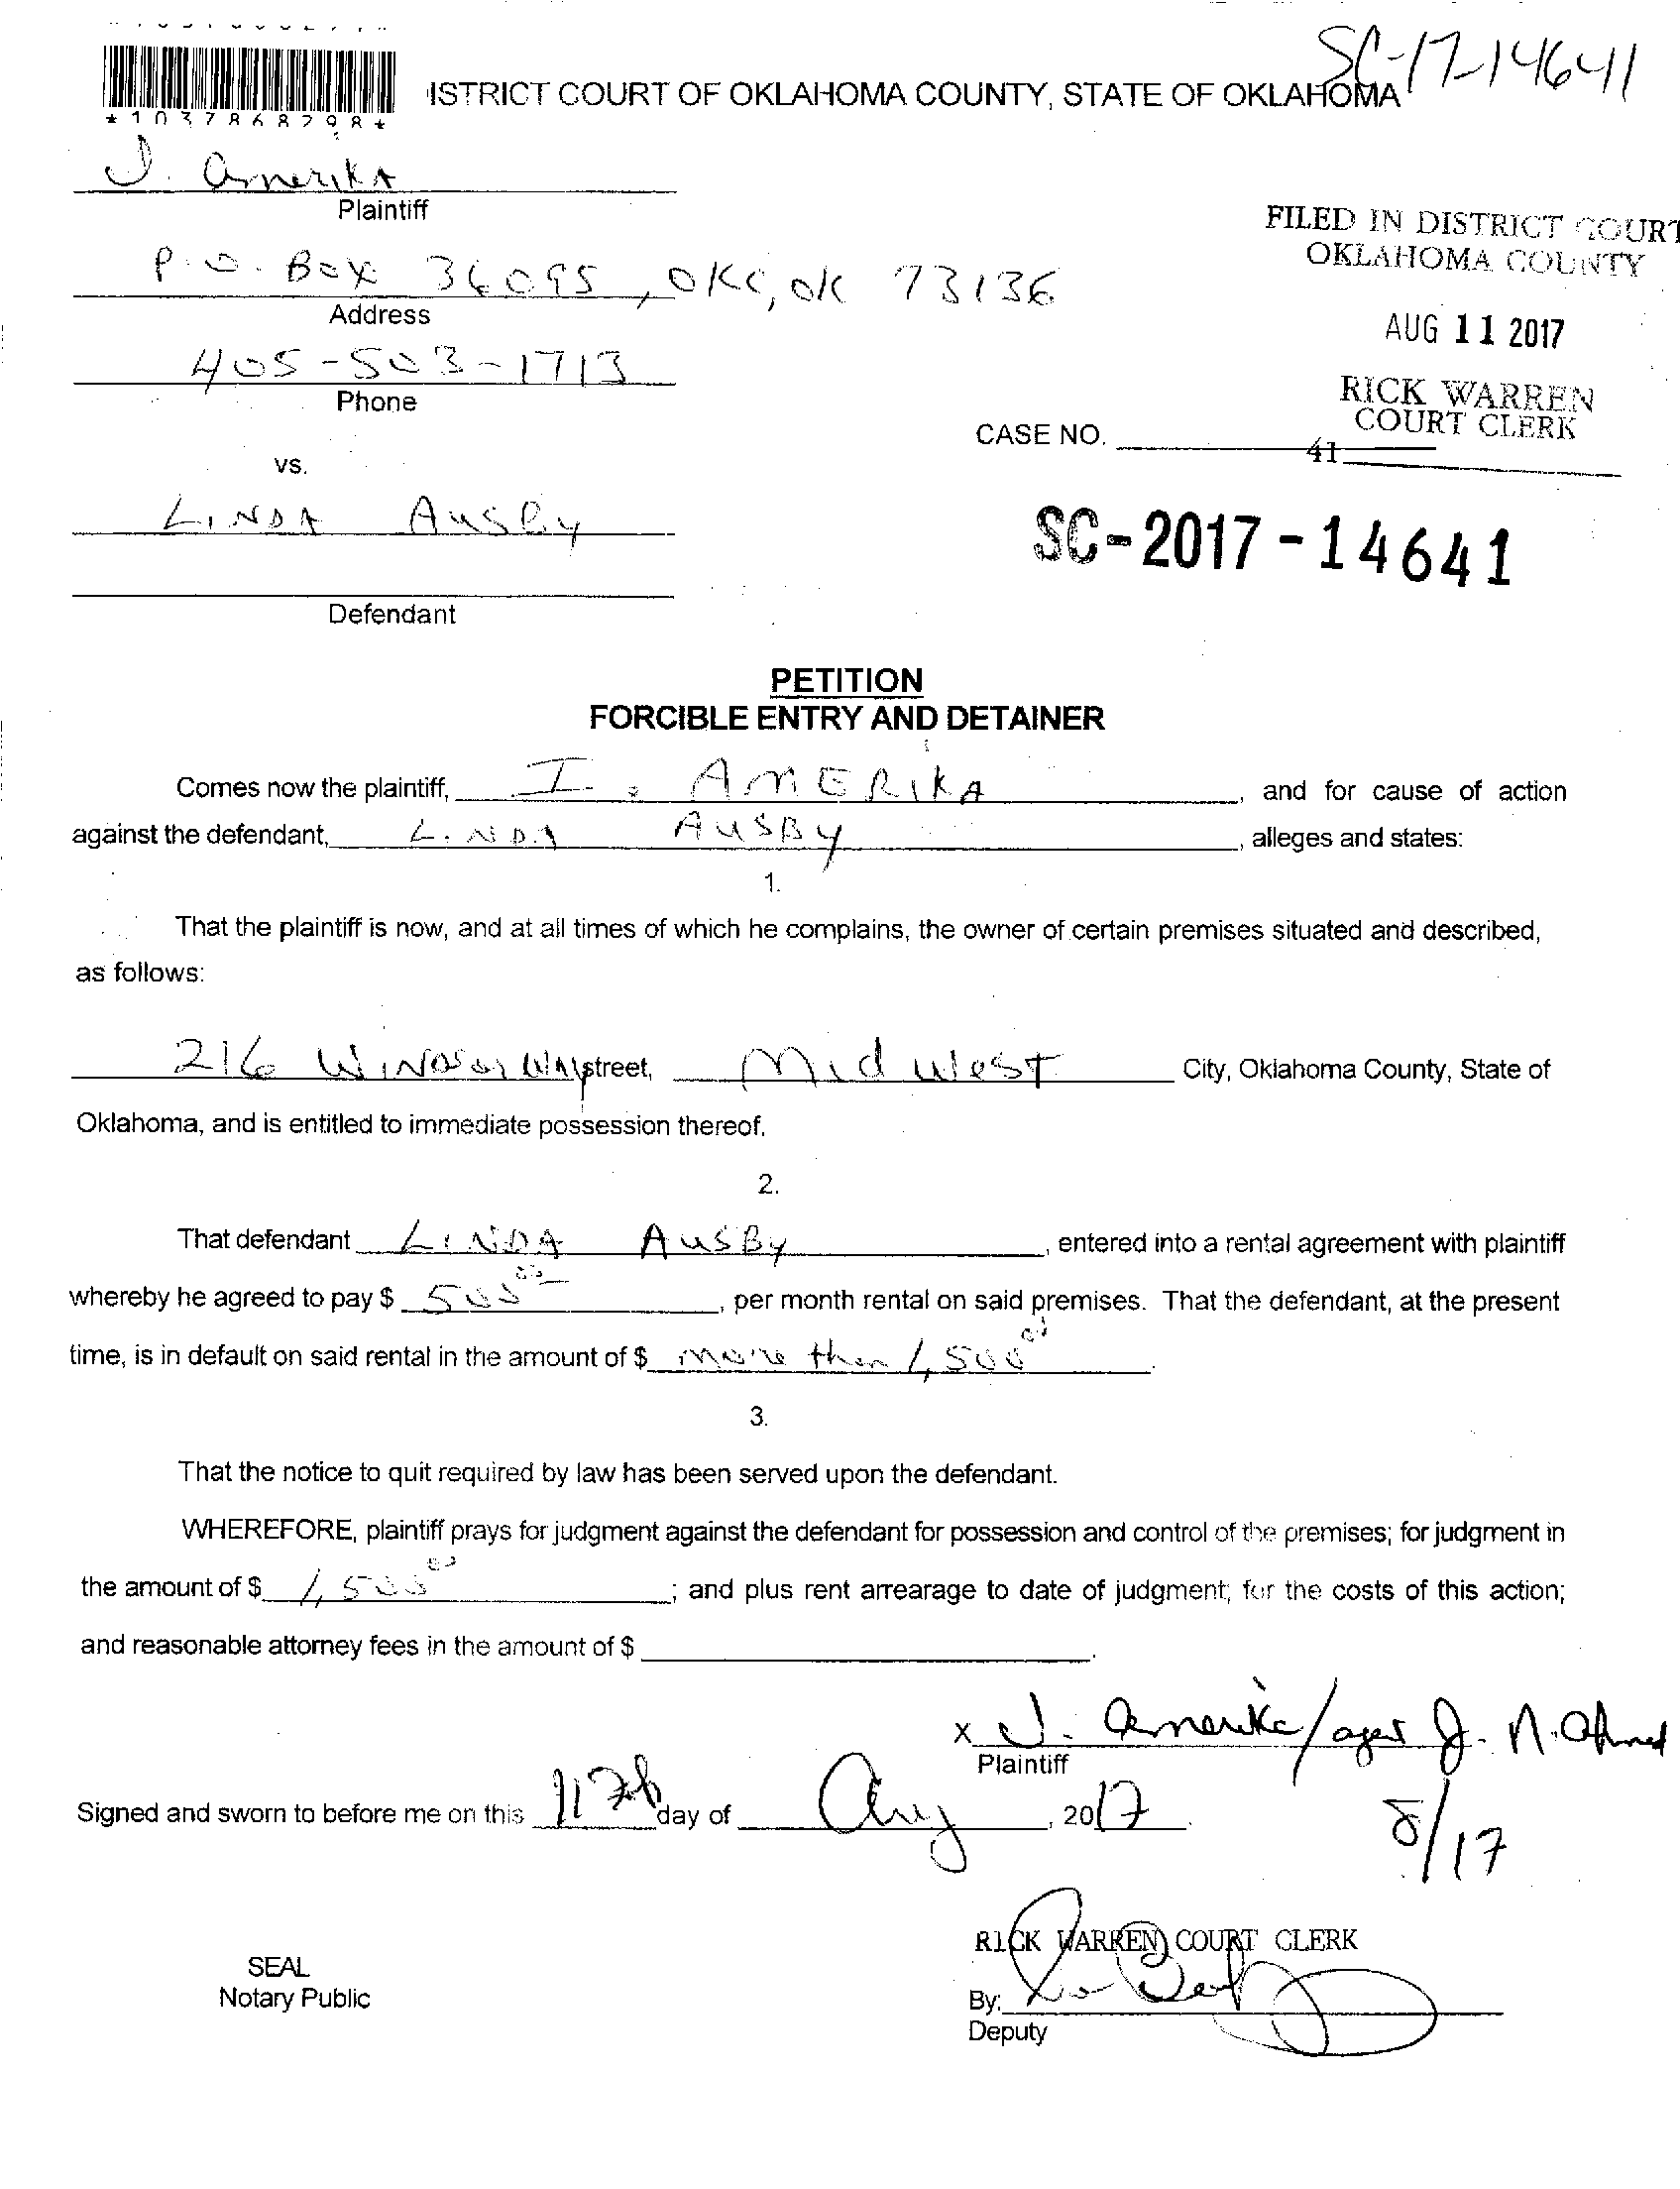 SC-17-14641
ISTRICT COURT OF OKLAHOMA COUNTY, STATE OF OKLAHOMA
*1037868298*
I. Amerika
Plaintiff
FILED IN DISTRICT COURT
OKLAHOMA COUNTY
P.O. Box 36095, OKC, OK 73136
Address
AUG 11 2017
405-503-1713
Phone
RICK WARREN
COURT CLERK
CASE NO.
41
vs.
LINDA AUSBY
SC-2017-14641
Defendant
PETITION
FORCIBLE ENTRY AND DETAINER
Comes now the plaintiff, I. AMERIKA, and for cause of action
against the defendant, LINDA AUSBY, alleges and states:
1.
That the plaintiff is now, and at all times of which he complains, the owner of certain premises situated and described,
as follows:
216 WINDSOR WAY street, Midwest City, Oklahoma County, State of
Oklahoma, and is entitled to immediate possession thereof.
2.
That defendant LINDA AUSBY, entered into a rental agreement with plaintiff
whereby he agreed to pay $ 500 00, per month rental on said premises. That the defendant, at the present
time, is in default on said rental in the amount of $ more than 1,500 00.
3.
That the notice to quit required by law has been served upon the defendant.
WHEREFORE, plaintiff prays for judgment against the defendant for possession and control of the premises; for judgment in
the amount of $ 1,500 00; and plus rent arrearage to date of judgment; for the costs of this action;
and reasonable attorney fees in the amount of $ .
X I. Amerika/agent J. N. Ahmed
Plaintiff
Signed and sworn to before me on this 11th day of Aug, 2017.
8/17
RICK WARREN COURT CLERK
SEAL
Notary Public
By:
Deputy